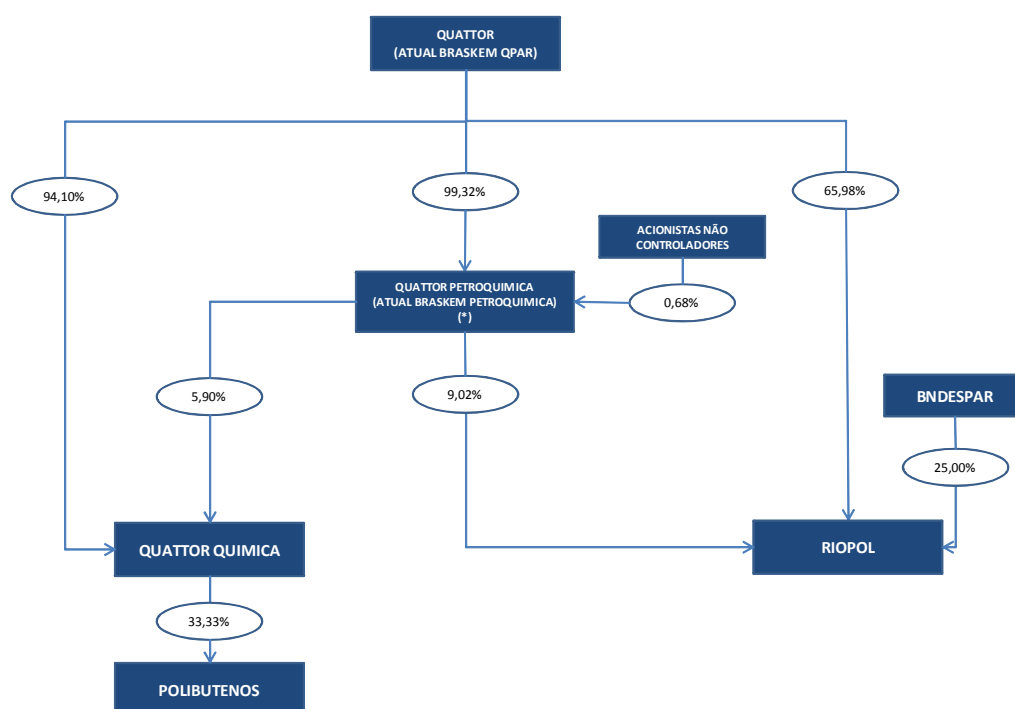 QUATTOR
(ATUAL BRASKEM QPAR)
94,10%
99,32%
65,98%
ACIONISTAS NÃO
CONTROLADORES
QUATTOR PETROQUIMICA
(ATUAL BRASKEM PETROQUIMICA)
(*)
0,68%
5,90%
9,02%
BNDESPAR
25,00%
QUATTOR QUIMICA
RIOPOL
33,33%
POLIBUTENOS